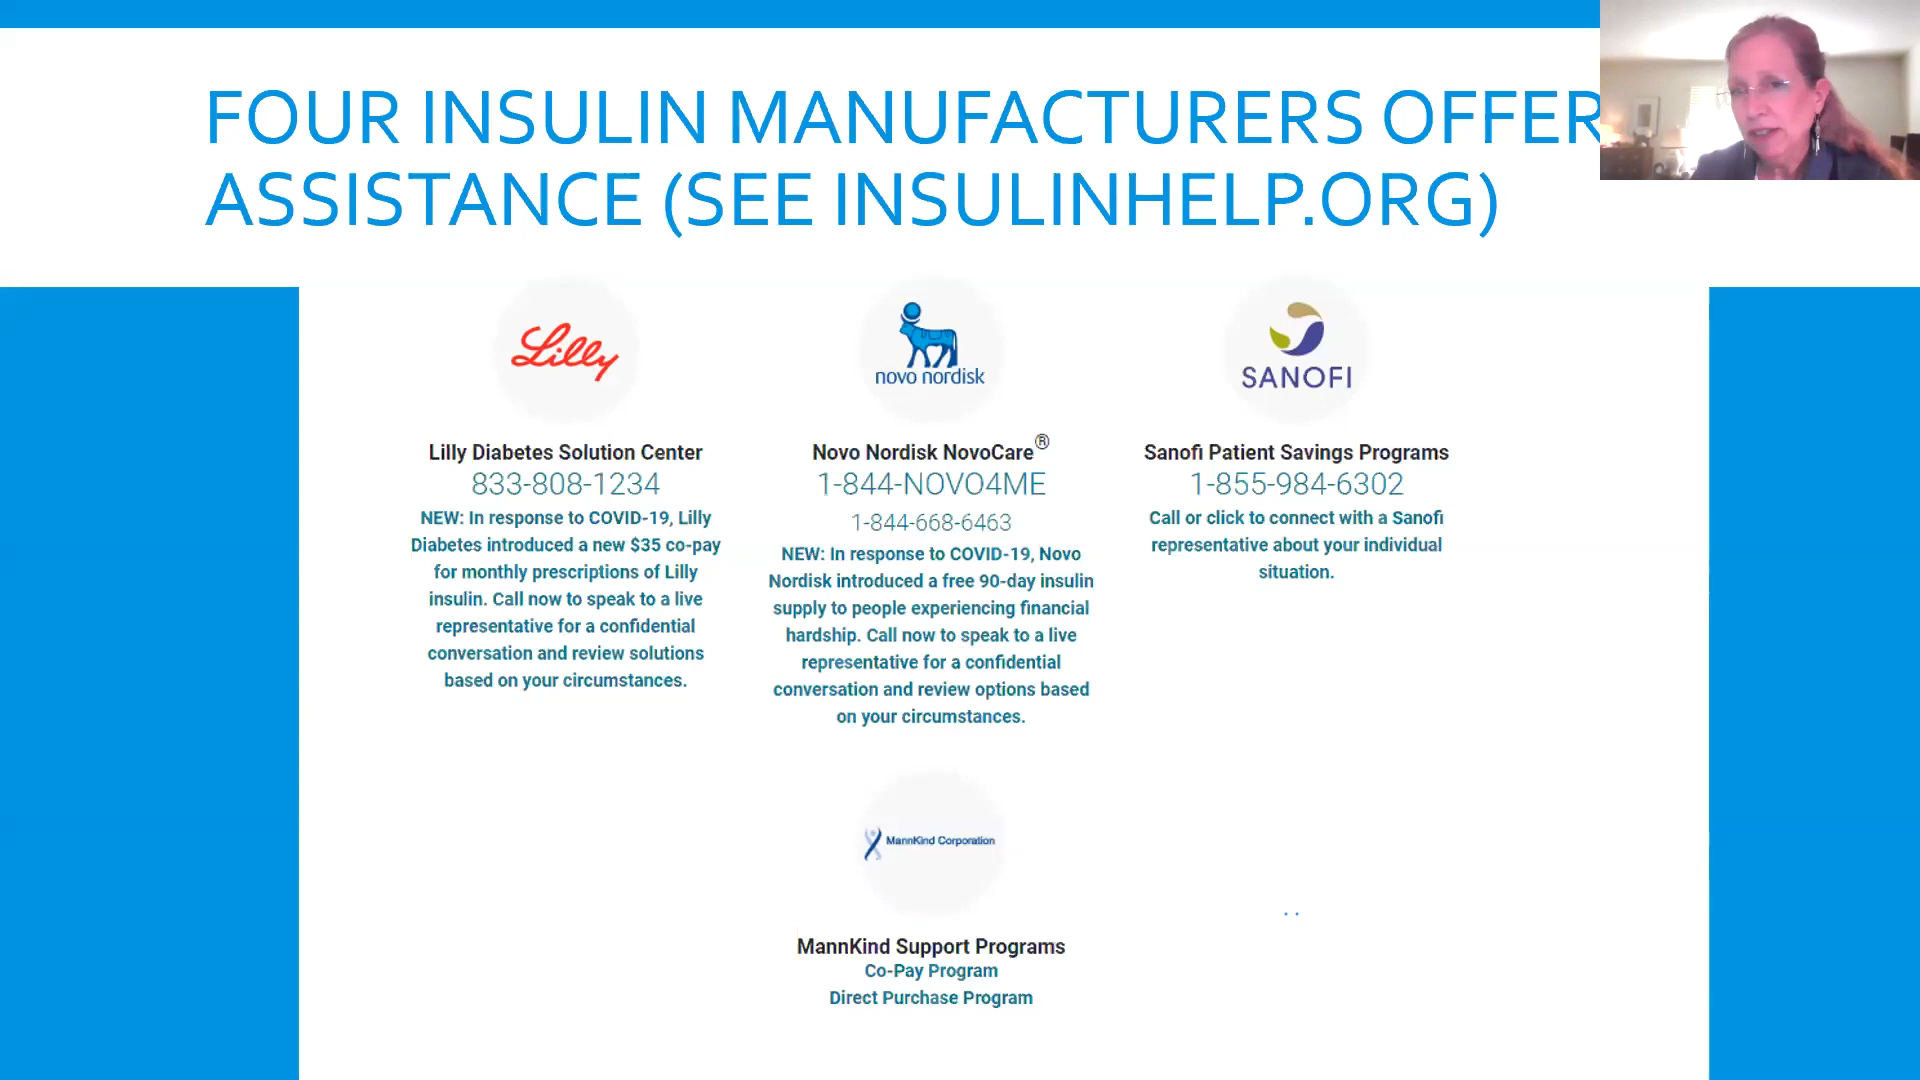 FOUR INSULIN MANUFACTURERS OFFER
ASSISTANCE (SEE INSULINHELP.ORG)
Lilly
Lilly Diabetes Solution Center
833-808-1234
NEW: In response to COVID-19, Lilly
Diabetes introduced a new $35 co-pay
for monthly prescriptions of Lilly
insulin. Call now to speak to a live
representative for a confidential
conversation and review solutions
based on your circumstances.
novo nordisk
Novo Nordisk NovoCare®
1-844-NOVO4ME
1-844-668-6463
NEW: In response to COVID-19, Novo
Nordisk introduced a free 90-day insulin
supply to people experiencing financial
hardship. Call now to speak to a live
representative for a confidential
conversation and review options based
on your circumstances.
SANOFI
Sanofi Patient Savings Programs
1-855-984-6302
Call or click to connect with a Sanofi
representative about your individual
situation.
MannKind Corporation
MannKind Support Programs
Co-Pay Program
Direct Purchase Program